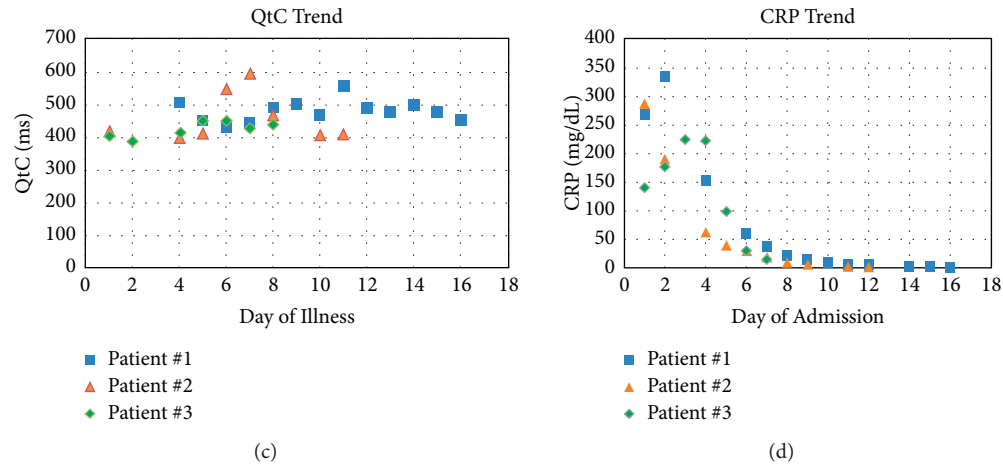 QtC Trend
700
600
500
400
300
200
100
0
QtC (ms)
0 2 4 6 8 10 12 14 16 18
Day of Illness
Patient #1
Patient #2
Patient #3
(c)
CRP Trend
400
350
300
250
200
150
100
50
0
CRP (mg/dL)
0 2 4 6 8 10 12 14 16 18
Day of Admission
Patient #1
Patient #2
Patient #3
(d)